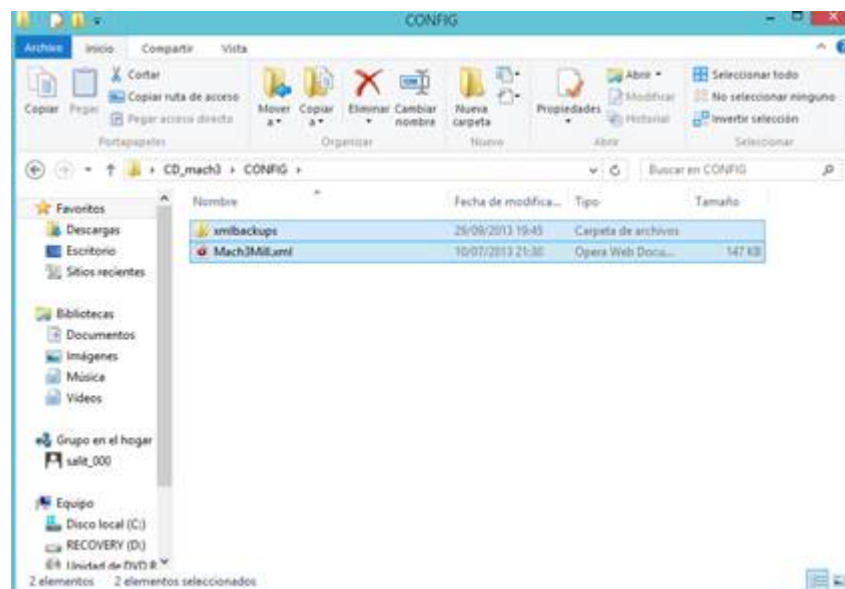 CONFIG
Archivo Inicio Compartir Vista
Copiar Pegar Cortar
Copiar ruta de acceso
Pegar acceso directo
Mover a Copiar a Eliminar Cambiar nombre
Nueva carpeta
Propiedades
Abrir
Modificar
Historial
Seleccionar todo
No seleccionar ninguno
Invertir selección
Portapapeles Organizar Nuevo Abrir Seleccionar
CD_mach3 CONFIG Buscar en CONFIG
Nombre Fecha de modifica... Tipo Tamaño
xmlbackups 29/09/2013 19:45 Carpeta de archivos
Mach3Mill.xml 10/07/2013 Opera Web Docu... 147 KB
Favoritos
Descargas
Escritorio
Sitios recientes
Bibliotecas
Documentos
Imágenes
Música
Vídeos
Grupo en el hogar
salit_000
Equipo
Disco local (C:)
RECOVERY (D:)
Unidad de DVD R
2 elementos 2 elementos seleccionados